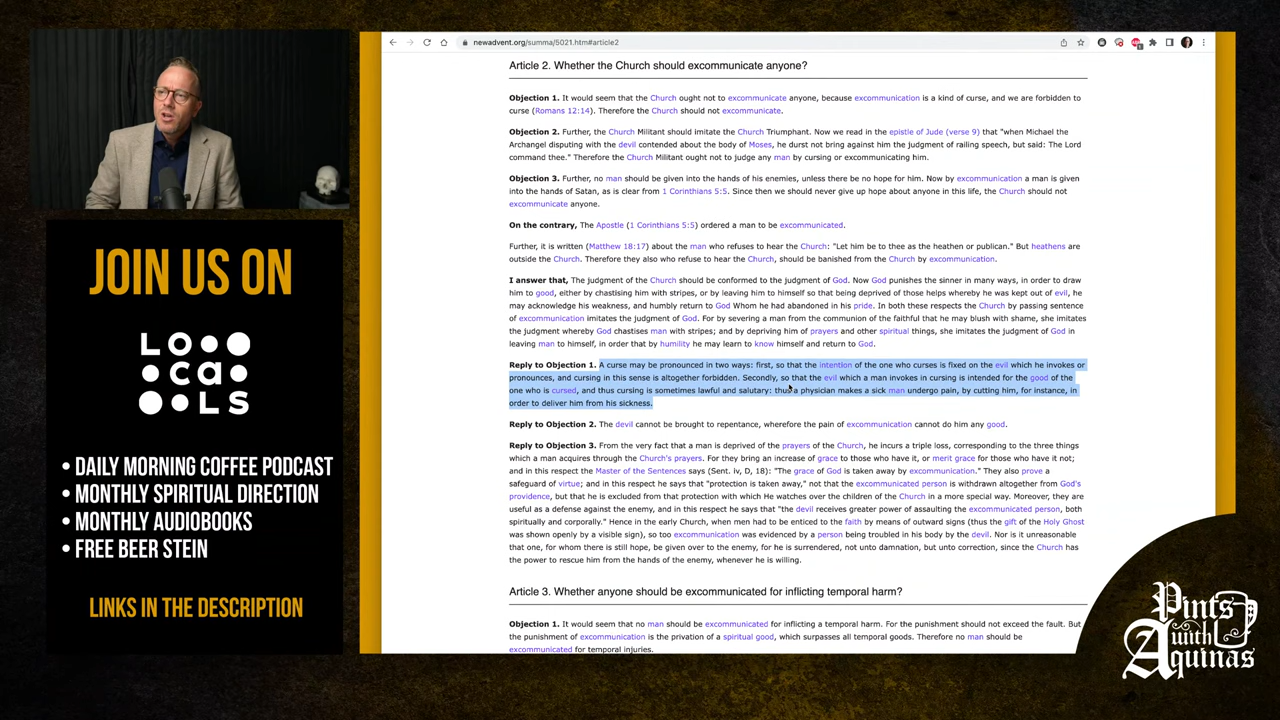 newadvent.org/summa/5021.htm#article2
Article 2. Whether the Church should excommunicate anyone?
Objection 1. It would seem that the Church ought not to excommunicate anyone, because excommunication is a kind of curse, and we are forbidden to
curse (Romans 12:14). Therefore the Church should not excommunicate.
Objection 2. Further, the Church Militant should imitate the Church Triumphant. Now we read in the epistle of Jude (verse 9) that "when Michael the
Archangel disputing with the devil contended about the body of Moses, he durst not bring against him the judgment of railing speech, but said: The Lord
command thee." Therefore the Church Militant ought not to judge any man by cursing or excommunicating him.
Objection 3. Further, no man should be given into the hands of his enemies, unless there be no hope for him. Now by excommunication a man is given
into the hands of Satan, as is clear from 1 Corinthians 5:5. Since then we should never give up hope about anyone in this life, the Church should not
excommunicate anyone.
On the contrary, The Apostle (1 Corinthians 5:5) ordered a man to be excommunicated.
Further, it is written (Matthew 18:17) about the man who refuses to hear the Church: "Let him be to thee as the heathen or publican." But heathens are
outside the Church. Therefore they also who refuse to hear the Church, should be banished from the Church by excommunication.
I answer that, The judgment of the Church should be conformed to the judgment of God. Now God punishes the sinner in many ways, in order to draw
him to good, either by chastising him with stripes, or by leaving him to himself so that being deprived of those helps whereby he was kept out of evil, he
may acknowledge his weakness, and humbly return to God Whom he had abandoned in his pride. In both these respects the Church by passing sentence
of excommunication imitates the judgment of God. For by severing a man from the communion of the faithful that he may blush with shame, she imitates
the judgment whereby God chastises man with stripes; and by depriving him of prayers and other spiritual things, she imitates the judgment of God in
leaving man to himself, in order that by humility he may learn to know himself and return to God.
Reply to Objection 1. A curse may be pronounced in two ways: first, so that the intention of the one who curses is fixed on the evil which he invokes or
pronounces, and cursing in this sense is altogether forbidden. Secondly, so that the evil which a man invokes in cursing is intended for the good of the
one who is cursed, and thus cursing is sometimes lawful and salutary: thus a physician makes a sick man undergo pain, by cutting him, for instance, in
order to deliver him from his sickness.
Reply to Objection 2. The devil cannot be brought to repentance, wherefore the pain of excommunication cannot do him any good.
Reply to Objection 3. From the very fact that a man is deprived of the prayers of the Church, he incurs a triple loss, corresponding to the three things
which a man acquires through the Church's prayers. For they bring an increase of grace to those who have it, or merit grace for those who have it not;
and in this respect the Master of the Sentences says (Sent. iv, D, 18): "The grace of God is taken away by excommunication." They also prove a
safeguard of virtue; and in this respect he says that "protection is taken away," not that the excommunicated person is withdrawn altogether from God's
providence, but that he is excluded from that protection with which He watches over the children of the Church in a more special way. Moreover, they are
useful as a defense against the enemy, and in this respect he says that "the devil receives greater power of assaulting the excommunicated person, both
spiritually and corporally." Hence in the early Church, when men had to be enticed to the faith by means of outward signs (thus the gift of the Holy Ghost
was shown openly by a visible sign), so too excommunication was evidenced by a person being troubled in his body by the devil. Nor is it unreasonable
that one, for whom there is still hope, be given over to the enemy, for he is surrendered, not unto damnation, but unto correction, since the Church has
the power to rescue him from the hands of the enemy, whenever he is willing.
Article 3. Whether anyone should be excommunicated for inflicting temporal harm?
Objection 1. It would seem that no man should be excommunicated for inflicting a temporal harm. For the punishment should not exceed the fault. But
the punishment of excommunication is the privation of a spiritual good, which surpasses all temporal goods. Therefore no man should be
excommunicated for temporal injuries.
JOIN US ON
LOCALS
• DAILY MORNING COFFEE PODCAST
• MONTHLY SPIRITUAL DIRECTION
• MONTHLY AUDIOBOOKS
• FREE BEER STEIN
LINKS IN THE DESCRIPTION
Pints
with
Aquinas